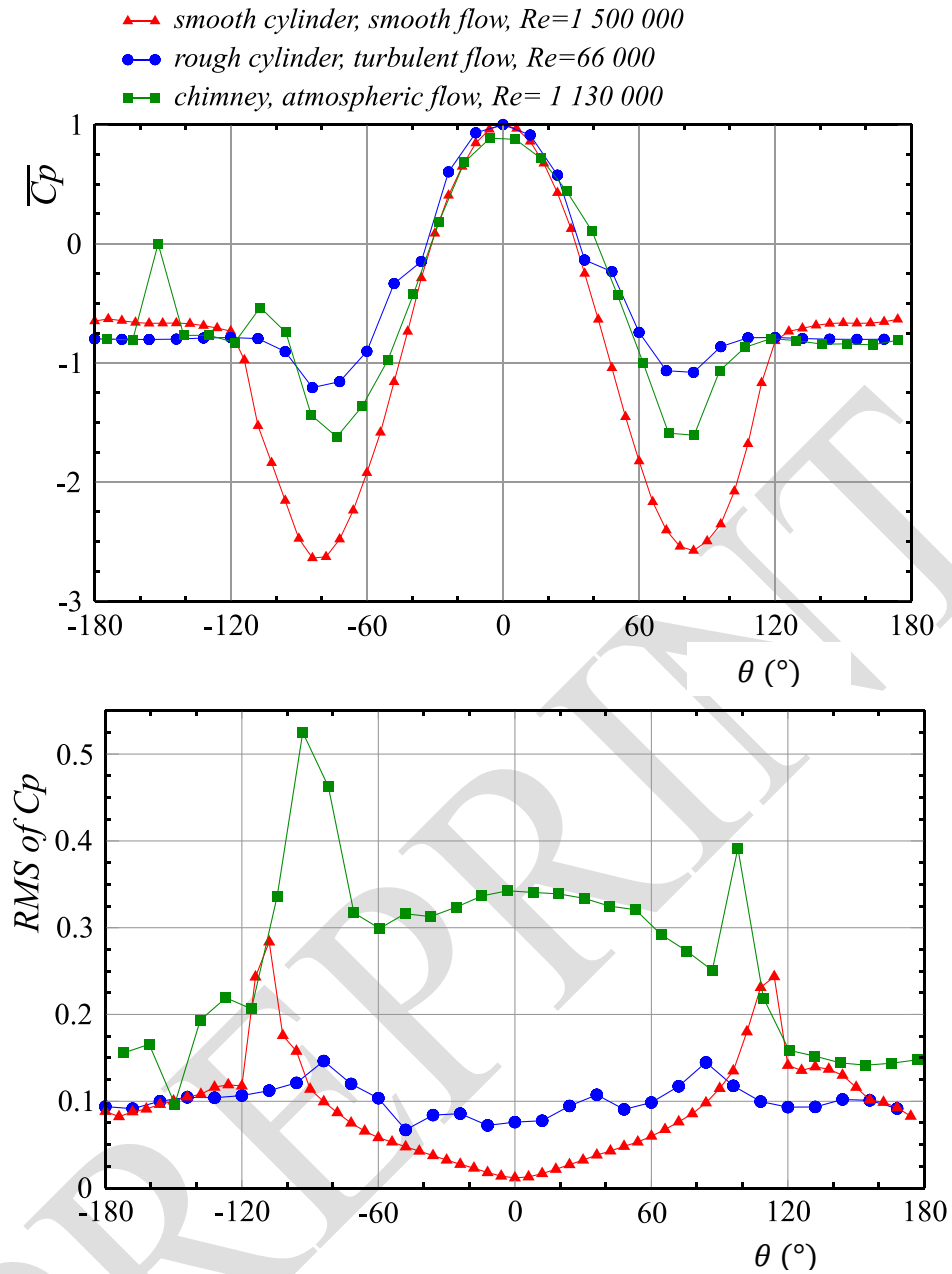 smooth cylinder, smooth flow, Re=1 500 000
rough cylinder, turbulent flow, Re=66 000
chimney, atmospheric flow, Re= 1 130 000
Cp
1
0
-1
-2
-3
-180 -120 -60 0 60 120 180
θ (°)
RMS of Cp
0.5
0.4
0.3
0.2
0.1
0
-180 -120 -60 0 60 120 180
θ (°)
PREPRINT